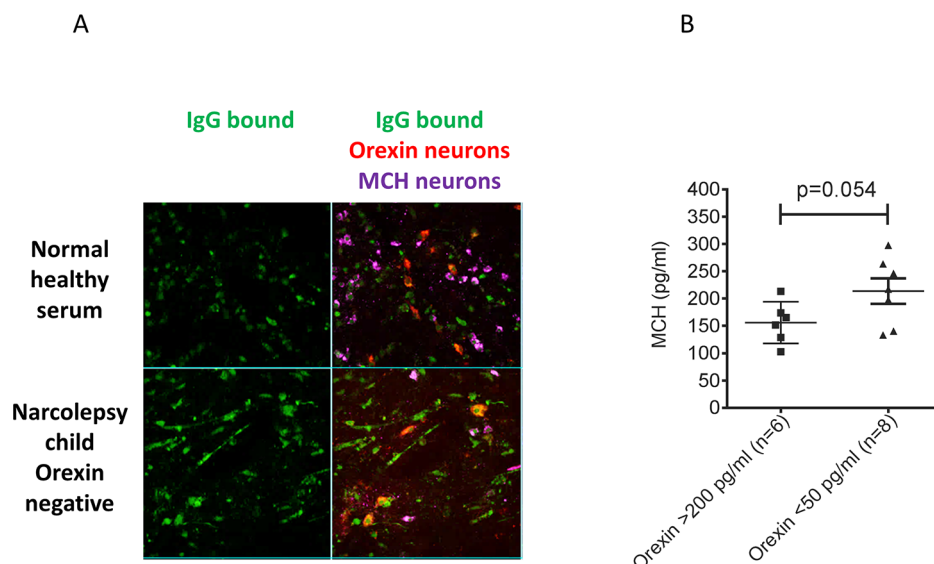 A
B
IgG bound
IgG bound
Orexin neurons
MCH neurons
Normal
healthy
serum
Narcolepsy
child
Orexin
negative
p=0.054
MCH (pg/ml)
400
350
300
250
200
150
100
50
0
Orexin >200 pg/ml (n=6)
Orexin <50 pg/ml (n=8)